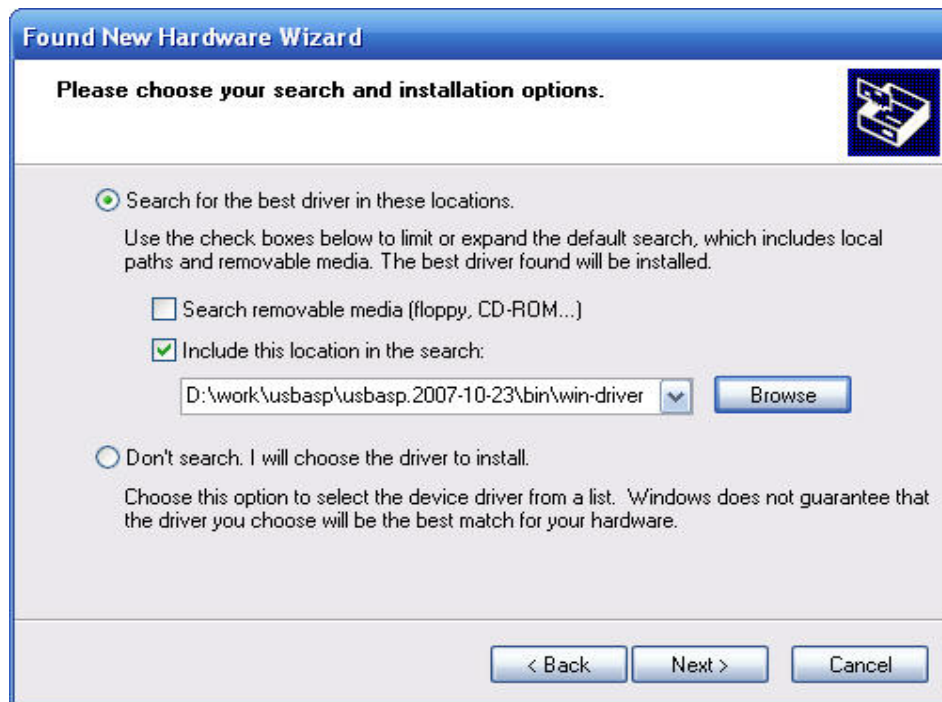 Found New Hardware Wizard
Please choose your search and installation options.
Search for the best driver in these locations.
Use the check boxes below to limit or expand the default search, which includes local
paths and removable media. The best driver found will be installed.
Search removable media (floppy, CD-ROM...)
Include this location in the search:
D:\work\usbasp\usbasp.2007-10-23\bin\win-driver
Browse
Don't search. I will choose the driver to install.
Choose this option to select the device driver from a list. Windows does not guarantee that
the driver you choose will be the best match for your hardware.
< Back Next > Cancel